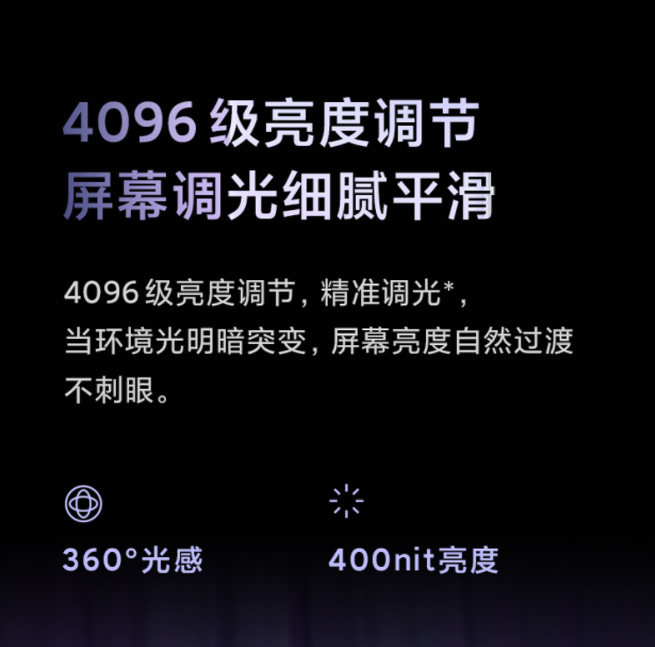 4096 级亮度调节
屏幕调光细腻平滑
4096 级亮度调节，精准调光*，
当环境光明暗突变，屏幕亮度自然过渡
不刺眼。
360°光感
400nit亮度